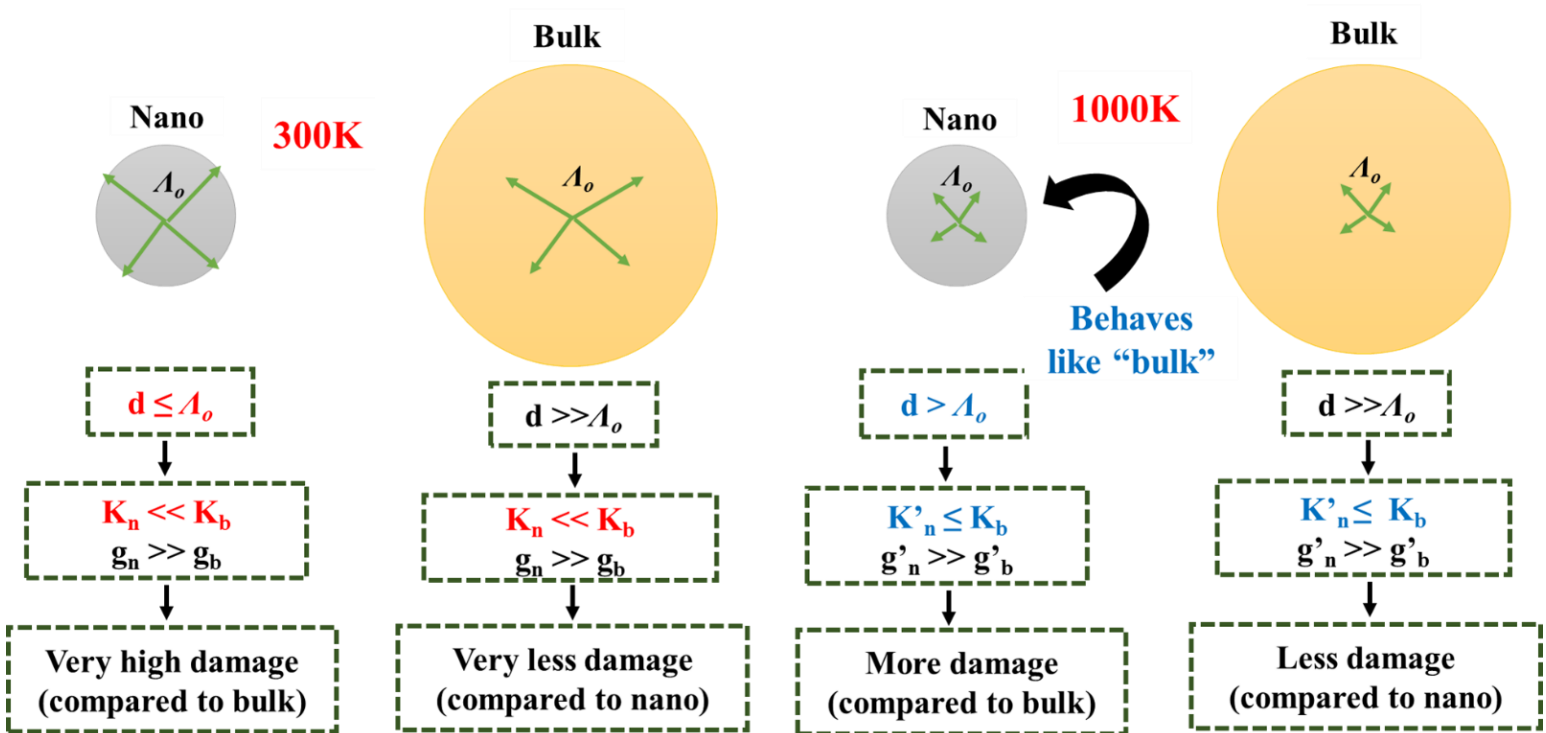 Nano
300K
Λo
d ≤ Λo
Kn << Kb
gn >> gb
Very high damage
(compared to bulk)
Bulk
Λo
d >>Λo
Kn << Kb
gn >> gb
Very less damage
(compared to nano)
Nano
1000K
Λo
Behaves
like “bulk”
d > Λo
K’n ≤ Kb
g’n >> g’b
More damage
(compared to bulk)
Bulk
Λo
d >>Λo
K’n ≤ Kb
g’n >> g’b
Less damage
(compared to nano)